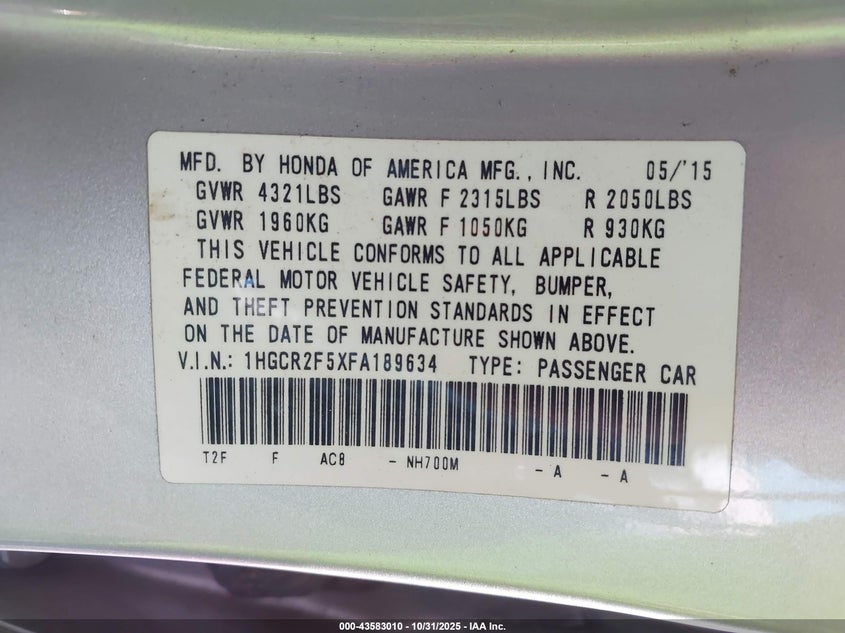 MFD. BY HONDA OF AMERICA MFG., INC. 05/'15
GVWR 4321LBS GAWR F 2315LBS R 2050LBS
GVWR 1960KG GAWR F 1050KG R 930KG
THIS VEHICLE CONFORMS TO ALL APPLICABLE
FEDERAL MOTOR VEHICLE SAFETY, BUMPER,
AND THEFT PREVENTION STANDARDS IN EFFECT
ON THE DATE OF MANUFACTURE SHOWN ABOVE.
V.I.N.: 1HGCR2F5XFA189634 TYPE: PASSENGER CAR
T2F F AC8 - NH700M - A - A
000-43583010 - 10/31/2025 - IAA Inc.